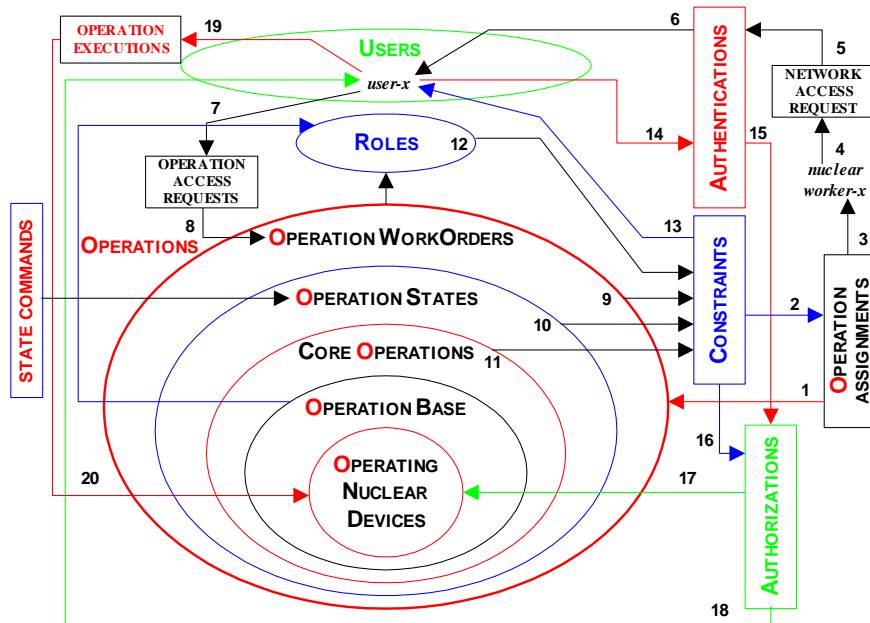 19
OPERATION
EXECUTIONS
USERS
user-x
6
AUTHENTICATIONS
5
NETWORK
ACCESS
REQUEST
7
14
15
ROLES
12
4
nuclear
worker-x
OPERATION
ACCESS
REQUESTS
8
OPERATIONS
OPERATION WORKORDERS
13
3
STATE COMMANDS
OPERATION STATES
9
10
CONSTRAINTS
2
OPERATION
ASSIGNMENTS
CORE OPERATIONS
11
1
OPERATION BASE
16
OPERATING
NUCLEAR
DEVICES
20
17
AUTHORIZATIONS
18